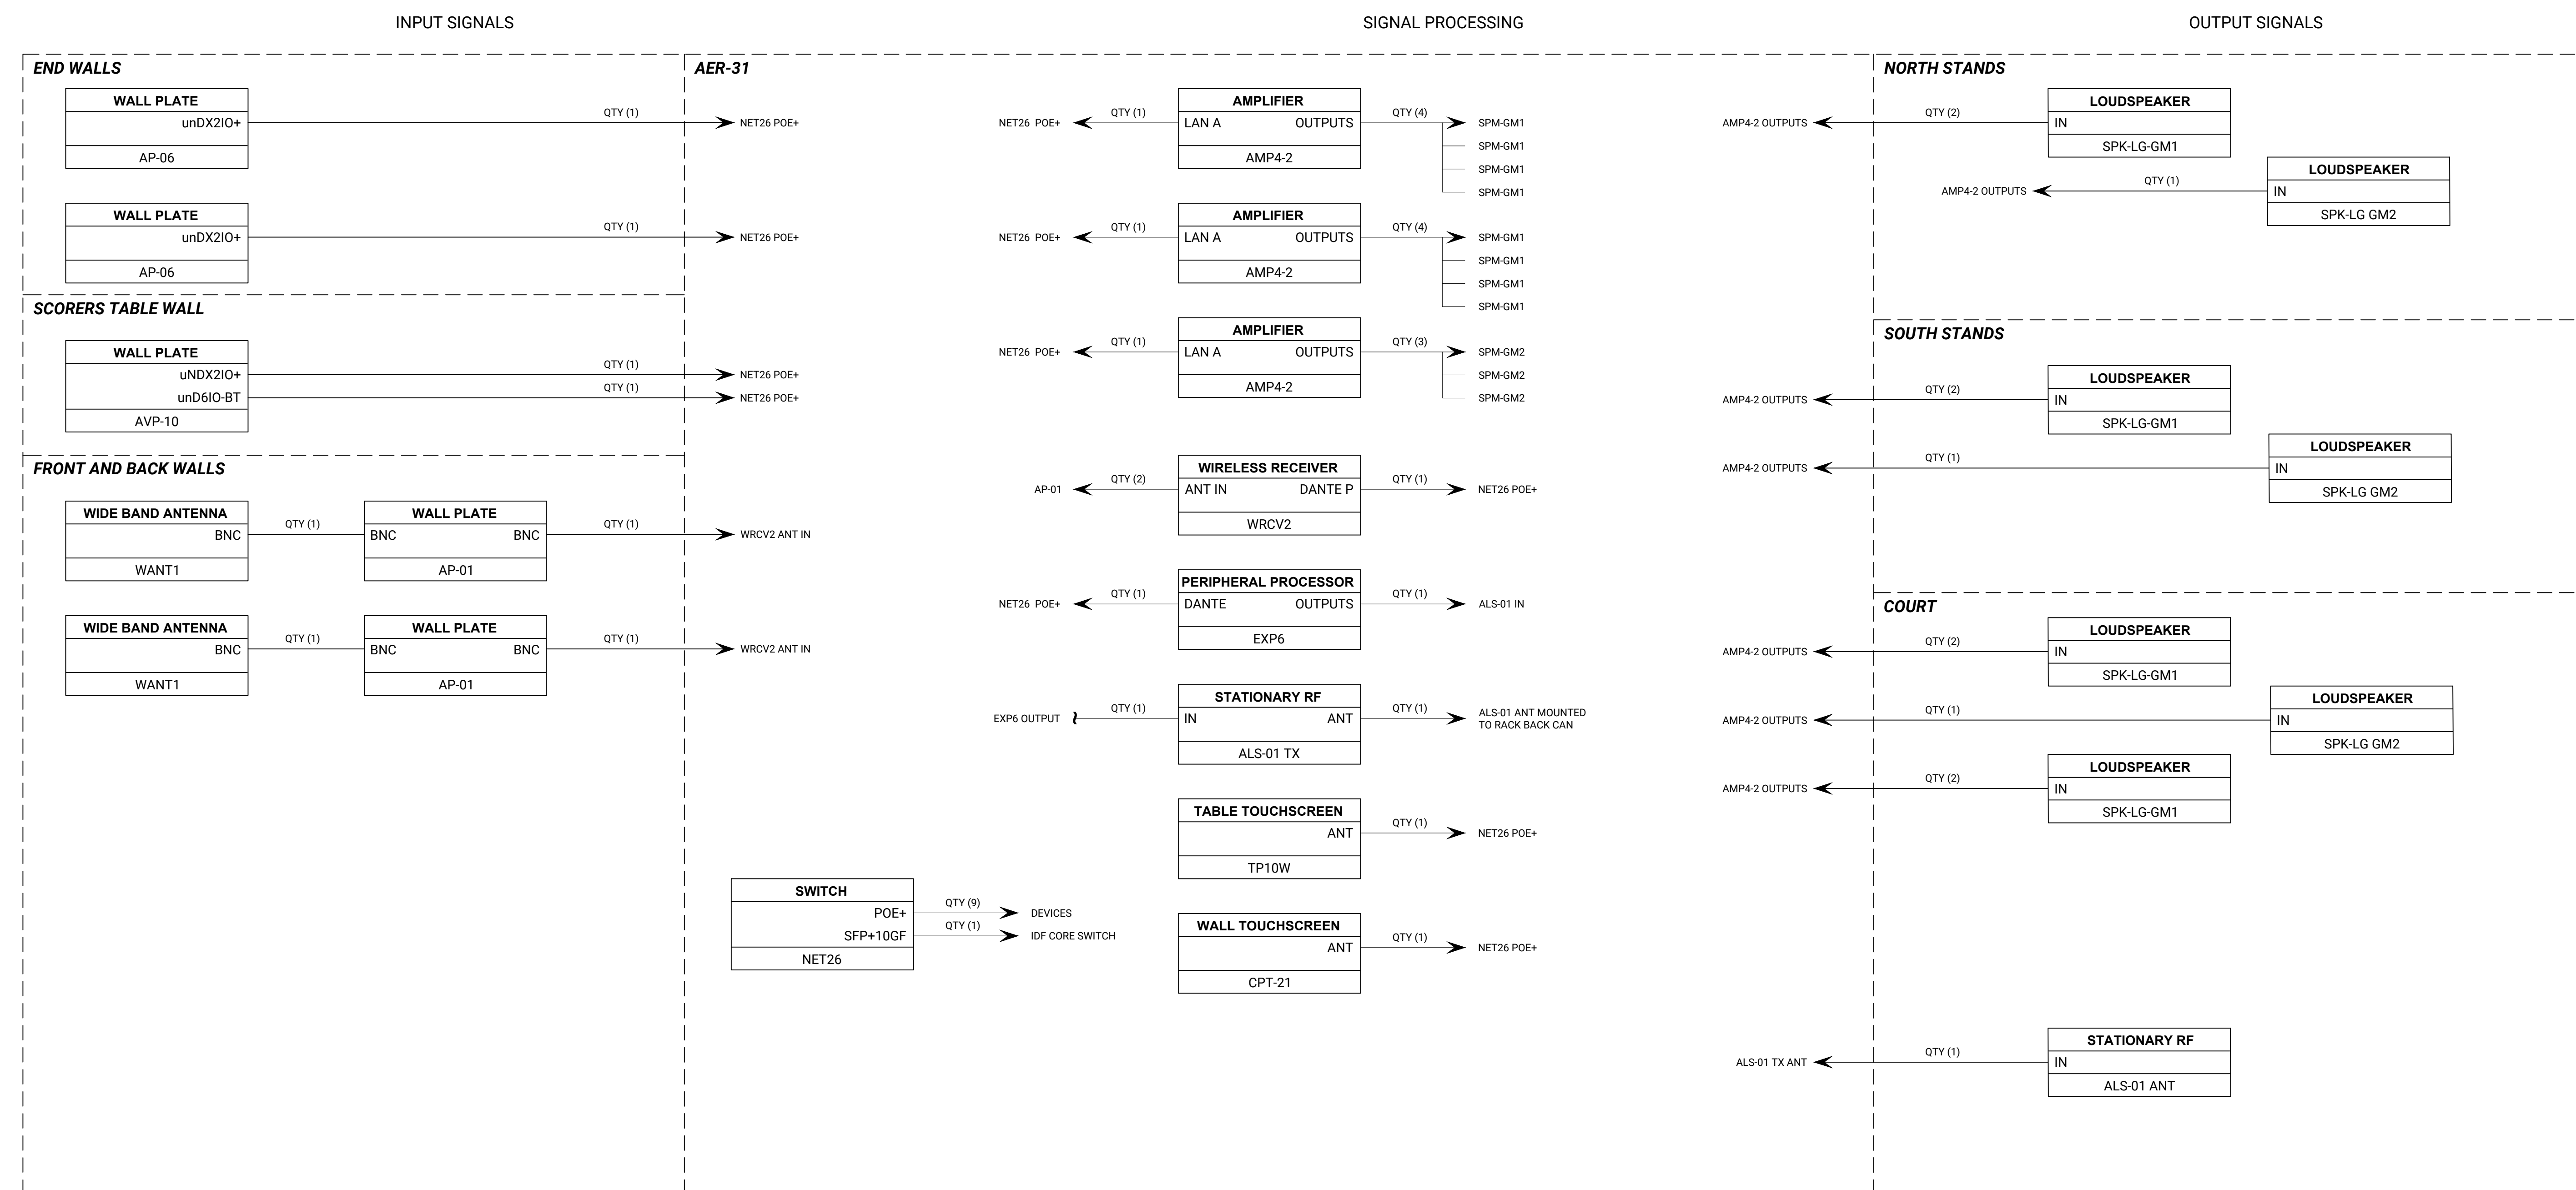 INPUT SIGNALS
SIGNAL PROCESSING
OUTPUT SIGNALS
END WALLS
WALL PLATE
unDX2IO+
AP-06
QTY (1)
NET26 POE+
WALL PLATE
unDX2IO+
AP-06
QTY (1)
NET26 POE+
SCORERS TABLE WALL
WALL PLATE
uNDX2IO+
unD6IO-BT
AVP-10
QTY (1)
NET26 POE+
QTY (1)
NET26 POE+
FRONT AND BACK WALLS
WIDE BAND ANTENNA
BNC
WANT1
QTY (1)
WALL PLATE
BNC BNC
AP-01
QTY (1)
WRCV2 ANT IN
WIDE BAND ANTENNA
BNC
WANT1
QTY (1)
WALL PLATE
BNC BNC
AP-01
QTY (1)
WRCV2 ANT IN
AER-31
NET26 POE+
QTY (1)
AMPLIFIER
LAN A OUTPUTS
AMP4-2
QTY (4)
SPM-GM1
SPM-GM1
SPM-GM1
SPM-GM1
NET26 POE+
QTY (1)
AMPLIFIER
LAN A OUTPUTS
AMP4-2
QTY (4)
SPM-GM1
SPM-GM1
SPM-GM1
SPM-GM1
NET26 POE+
QTY (1)
AMPLIFIER
LAN A OUTPUTS
AMP4-2
QTY (3)
SPM-GM2
SPM-GM2
SPM-GM2
AP-01
QTY (2)
WIRELESS RECEIVER
ANT IN DANTE P
WRCV2
QTY (1)
NET26 POE+
NET26 POE+
QTY (1)
PERIPHERAL PROCESSOR
DANTE OUTPUTS
EXP6
QTY (1)
ALS-01 IN
EXP6 OUTPUT
QTY (1)
STATIONARY RF
IN ANT
ALS-01 TX
QTY (1)
ALS-01 ANT MOUNTED
TO RACK BACK CAN
TABLE TOUCHSCREEN
ANT
TP10W
QTY (1)
NET26 POE+
SWITCH
POE+
SFP+10GF
NET26
QTY (9)
DEVICES
QTY (1)
IDF CORE SWITCH
WALL TOUCHSCREEN
ANT
CPT-21
QTY (1)
NET26 POE+
NORTH STANDS
AMP4-2 OUTPUTS
QTY (2)
LOUDSPEAKER
IN
SPK-LG-GM1
AMP4-2 OUTPUTS
QTY (1)
LOUDSPEAKER
IN
SPK-LG GM2
SOUTH STANDS
AMP4-2 OUTPUTS
QTY (2)
LOUDSPEAKER
IN
SPK-LG-GM1
AMP4-2 OUTPUTS
QTY (1)
LOUDSPEAKER
IN
SPK-LG GM2
COURT
AMP4-2 OUTPUTS
QTY (2)
LOUDSPEAKER
IN
SPK-LG-GM1
AMP4-2 OUTPUTS
QTY (1)
LOUDSPEAKER
IN
SPK-LG GM2
AMP4-2 OUTPUTS
QTY (2)
LOUDSPEAKER
IN
SPK-LG-GM1
ALS-01 TX ANT
QTY (1)
STATIONARY RF
IN
ALS-01 ANT